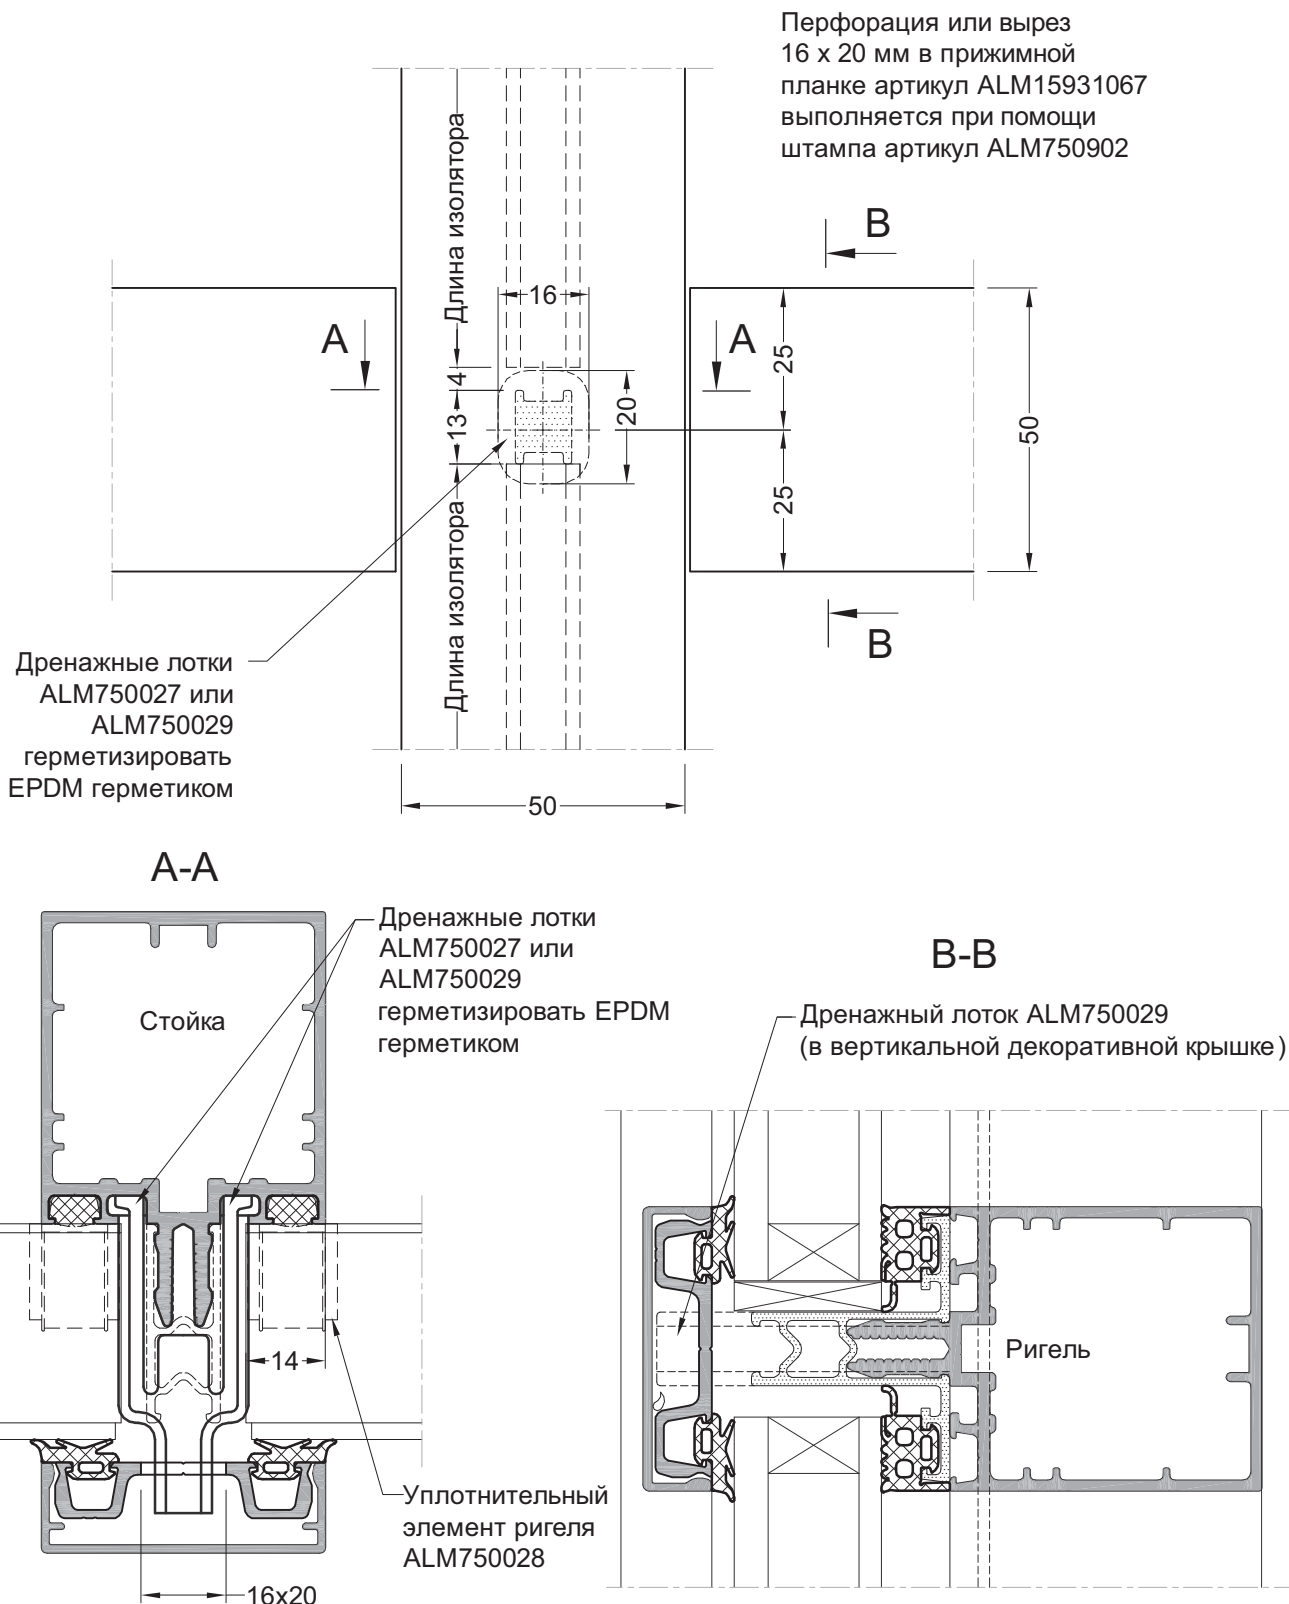 Перфорация или вырез
16 x 20 мм в прижимной
планке артикул ALM15931067
выполняется при помощи
штампа артикул ALM750902
B
Длина изолятора
16
A
A
25
4
20
13
50
25
Длина изолятора
B
Дренажные лотки
ALM750027 или
ALM750029
герметизировать
EPDM герметиком
50
A-A
Дренажные лотки
ALM750027 или
ALM750029
герметизировать EPDM
герметиком
Стойка
B-B
Дренажный лоток ALM750029
(в вертикальной декоративной крышке)
14
Ригель
Уплотнительный
элемент ригеля
ALM750028
16x20